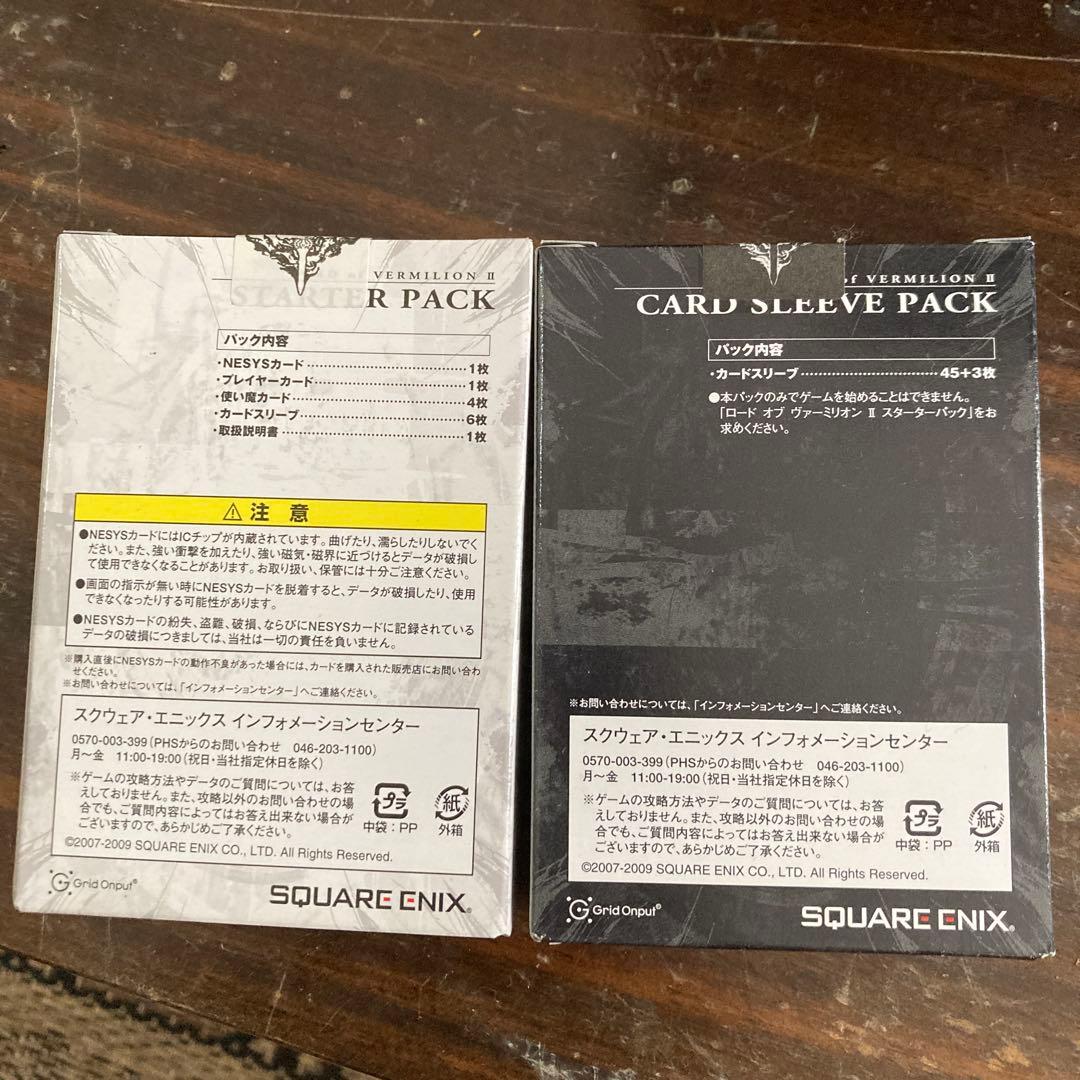 VERMILION II
STARTER PACK
パック内容
・NESYSカード 1枚
・プレイヤーカード 1枚
・使い魔カード 4枚
・カードスリーブ 6枚
・取扱説明書 1枚
⚠ 注 意
●NESYSカードにはICチップが内蔵されています。曲げたり、濡らしたりしないでく
ださい。また、強い衝撃を加えたり、強い磁気・磁界に近づけるとデータが破損し
て使用できなくなることがあります。お取り扱い、保管には十分ご注意ください。
●画面の指示が無い時にNESYSカードを脱着すると、データが破損したり、使用
できなくなったりする可能性があります。
●NESYSカードの紛失、盗難、破損、ならびにNESYSカードに記録されている
データの破損につきましては、当社は一切の責任を負いません。
※購入直後にNESYSカードの動作不良があった場合には、カードを購入された販売店にお問い合わ
せください。
※お問い合わせについては、「インフォメーションセンター」へご連絡ください。
スクウェア・エニックス インフォメーションセンター
0570-003-399(PHSからのお問い合わせ 046-203-1100)
月～金 11:00-19:00(祝日・当社指定休日を除く)
※ゲームの攻略方法やデータのご質問については、お答
えしておりません。また、攻略以外のお問い合わせの場
合でも、ご質問内容によってはお答え出来ない場合が
ございますので、あらかじめご了承ください。
プラ
中袋:PP
紙
外箱
©2007-2009 SQUARE ENIX CO., LTD. All Rights Reserved.
Grid Onput®
SQUARE ENIX®
of VERMILION II
CARD SLEEVE PACK
パック内容
・カードスリーブ 45+3枚
●本パックのみでゲームを始めることはできません。
「ロード オブ ヴァーミリオン II スターターパック」をお
求めください。
※お問い合わせについては、「インフォメーションセンター」へご連絡ください。
スクウェア・エニックス インフォメーションセンター
0570-003-399(PHSからのお問い合わせ 046-203-1100)
月～金 11:00-19:00(祝日・当社指定休日を除く)
※ゲームの攻略方法やデータのご質問については、お答
えしておりません。また、攻略以外のお問い合わせの場
合でも、ご質問内容によってはお答え出来ない場合が
ございますので、あらかじめご了承ください。
プラ
中袋:PP
紙
外箱
©2007-2009 SQUARE ENIX CO., LTD. All Rights Reserved.
Grid Onput®
SQUARE ENIX®